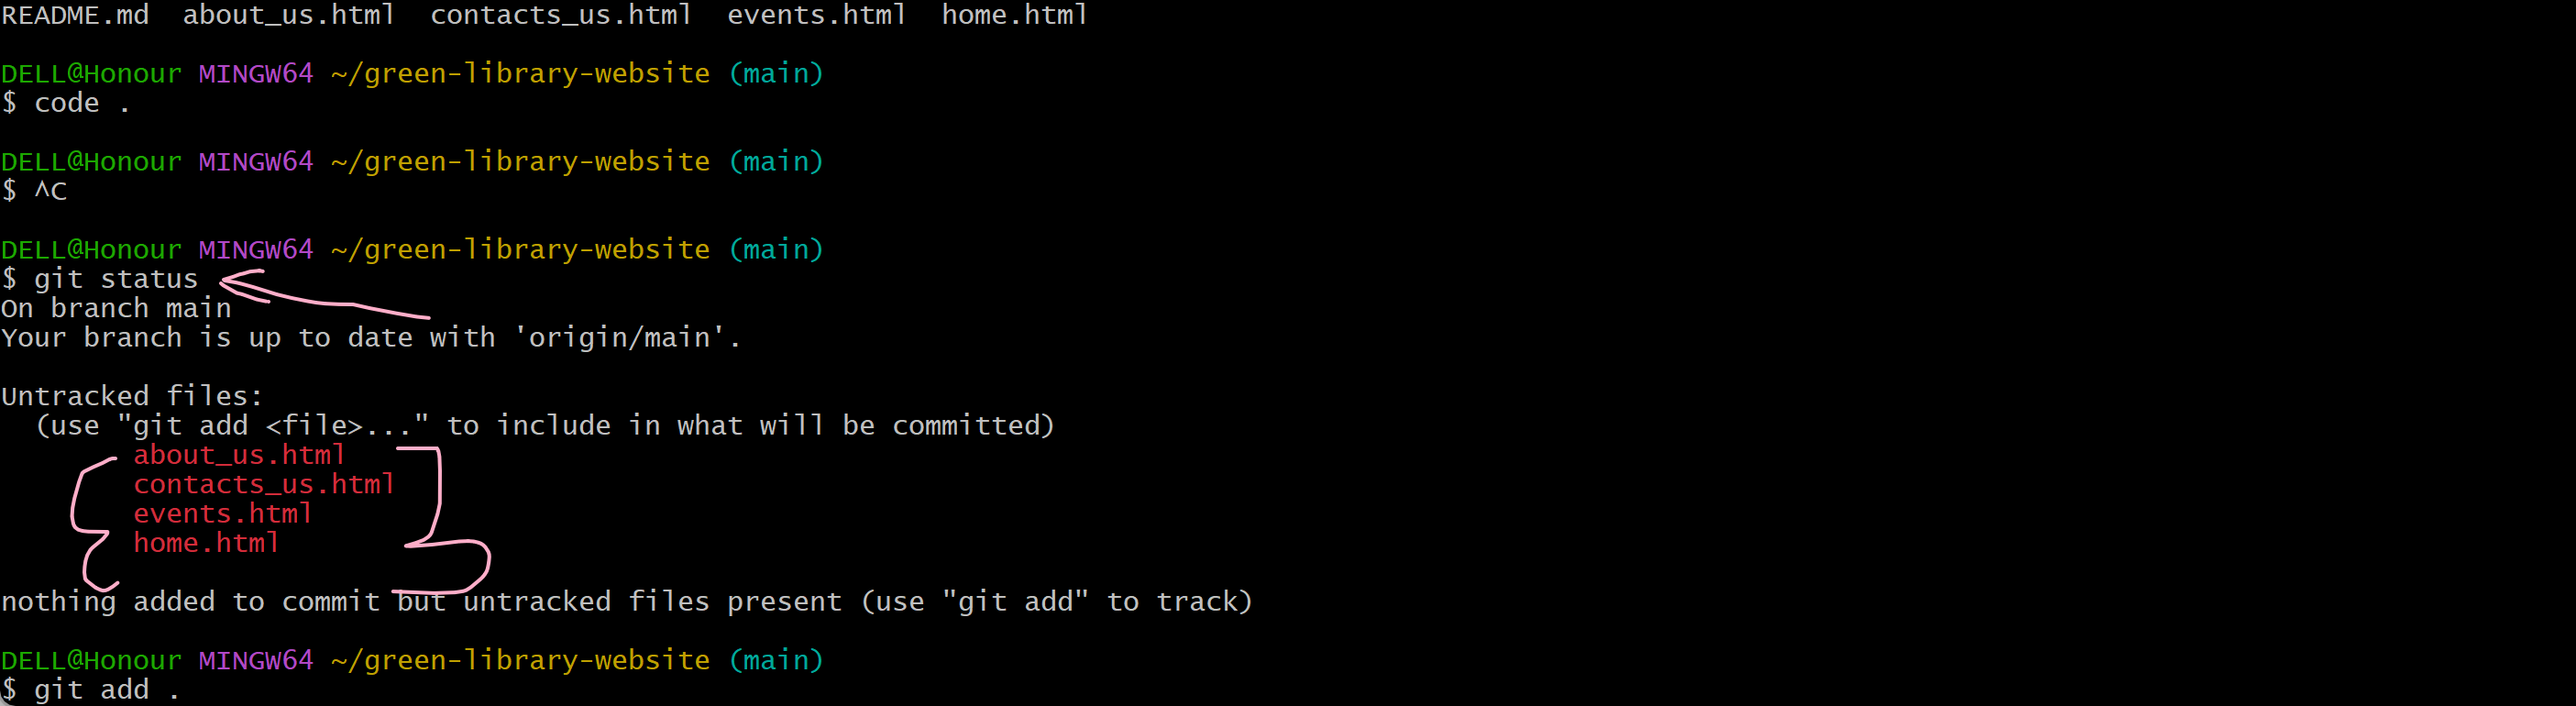 README.md  about_us.html  contacts_us.html  events.html  home.html
DELL@Honour MINGW64 ~/green-library-website (main)
$ code .
DELL@Honour MINGW64 ~/green-library-website (main)
$ ^C
DELL@Honour MINGW64 ~/green-library-website (main)
$ git status
On branch main
Your branch is up to date with 'origin/main'.
Untracked files:
  (use "git add <file>..." to include in what will be committed)
        about_us.html
        contacts_us.html
        events.html
        home.html
nothing added to commit but untracked files present (use "git add" to track)
DELL@Honour MINGW64 ~/green-library-website (main)
$ git add .